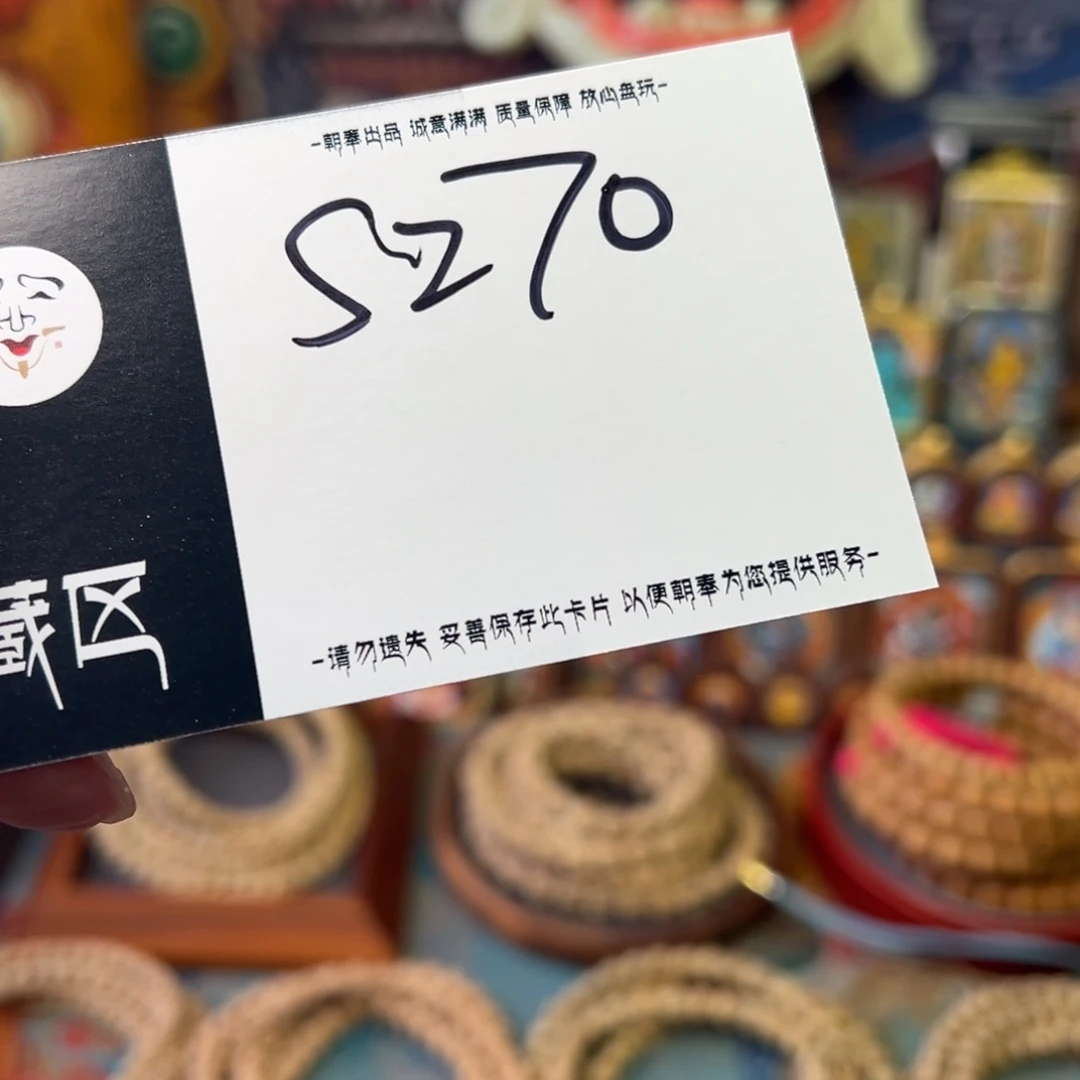 -朝奉出品 诚意满满 质量保障 放心盘玩-
S270
藏区
-请勿遗失 妥善保存此卡片 以便朝奉为您提供服务-